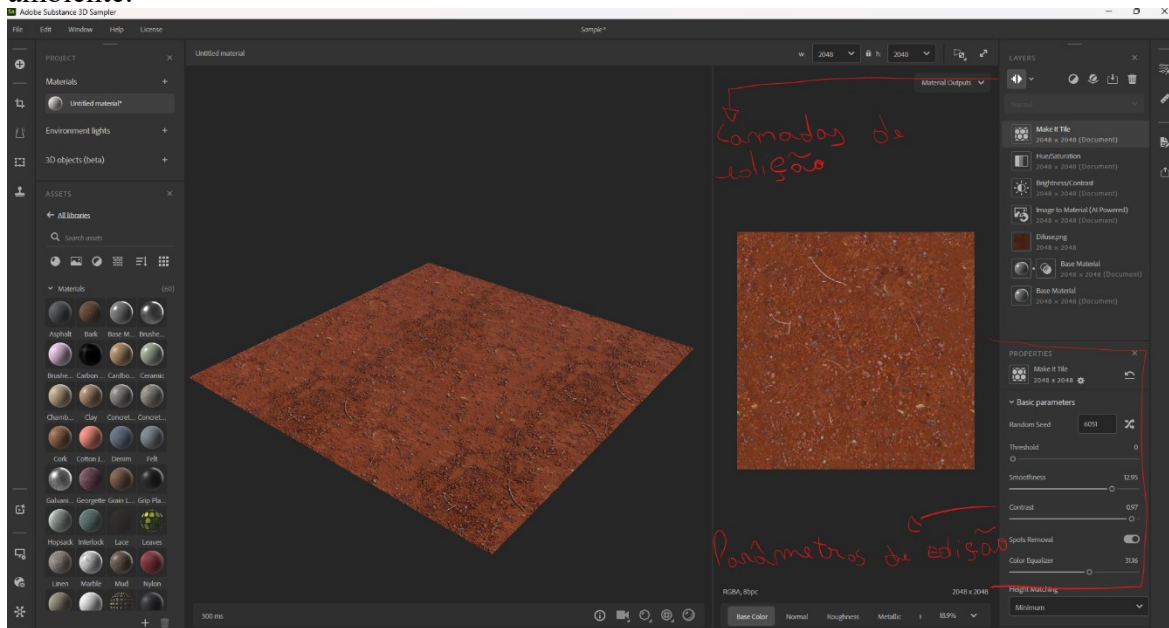 ambiente.
Adobe Substance 3D Sampler
File Edit Window Help License
Sample*
PROJECT
Materials
Untitled material*
Environment lights
3D objects (beta)
ASSETS
All libraries
Search assets
Materials (60)
Asphalt Bark Base M... Brushe...
Brushe... Carbon ... Cardbo... Ceramic
Chamb... Clay Concret... Concret...
Cork Cotton J... Denim Felt
Galvani... Georgette Grain L... Grip Pla...
Hopsack Interlock Lace Leaves
Linen Marble Mud Nylon
Untitled material
w: 2048 h: 2048
Material Outputs
Camadas de
edição
Parâmetros de edição
300 ms
RGBA, 8bpc 2048 x 2048
Base Color Normal Roughness Metallic 18.9%
LAYERS
Normal
Make It Tile
2048 x 2048 (Document)
Hue/Saturation
2048 x 2048 (Document)
Brightness/Contrast
2048 x 2048 (Document)
Image to Material (AI Powered)
2048 x 2048 (Document)
Difuse.png
2048 x 2048
Base Material
2048 x 2048 (Document)
Base Material
2048 x 2048 (Document)
PROPERTIES
Make It Tile
2048 x 2048
Basic parameters
Random Seed 6051
Threshold 0
Smoothness 12.95
Contrast 0.97
Spots Removal
Color Equalizer 31.36
Height Matching
Minimum